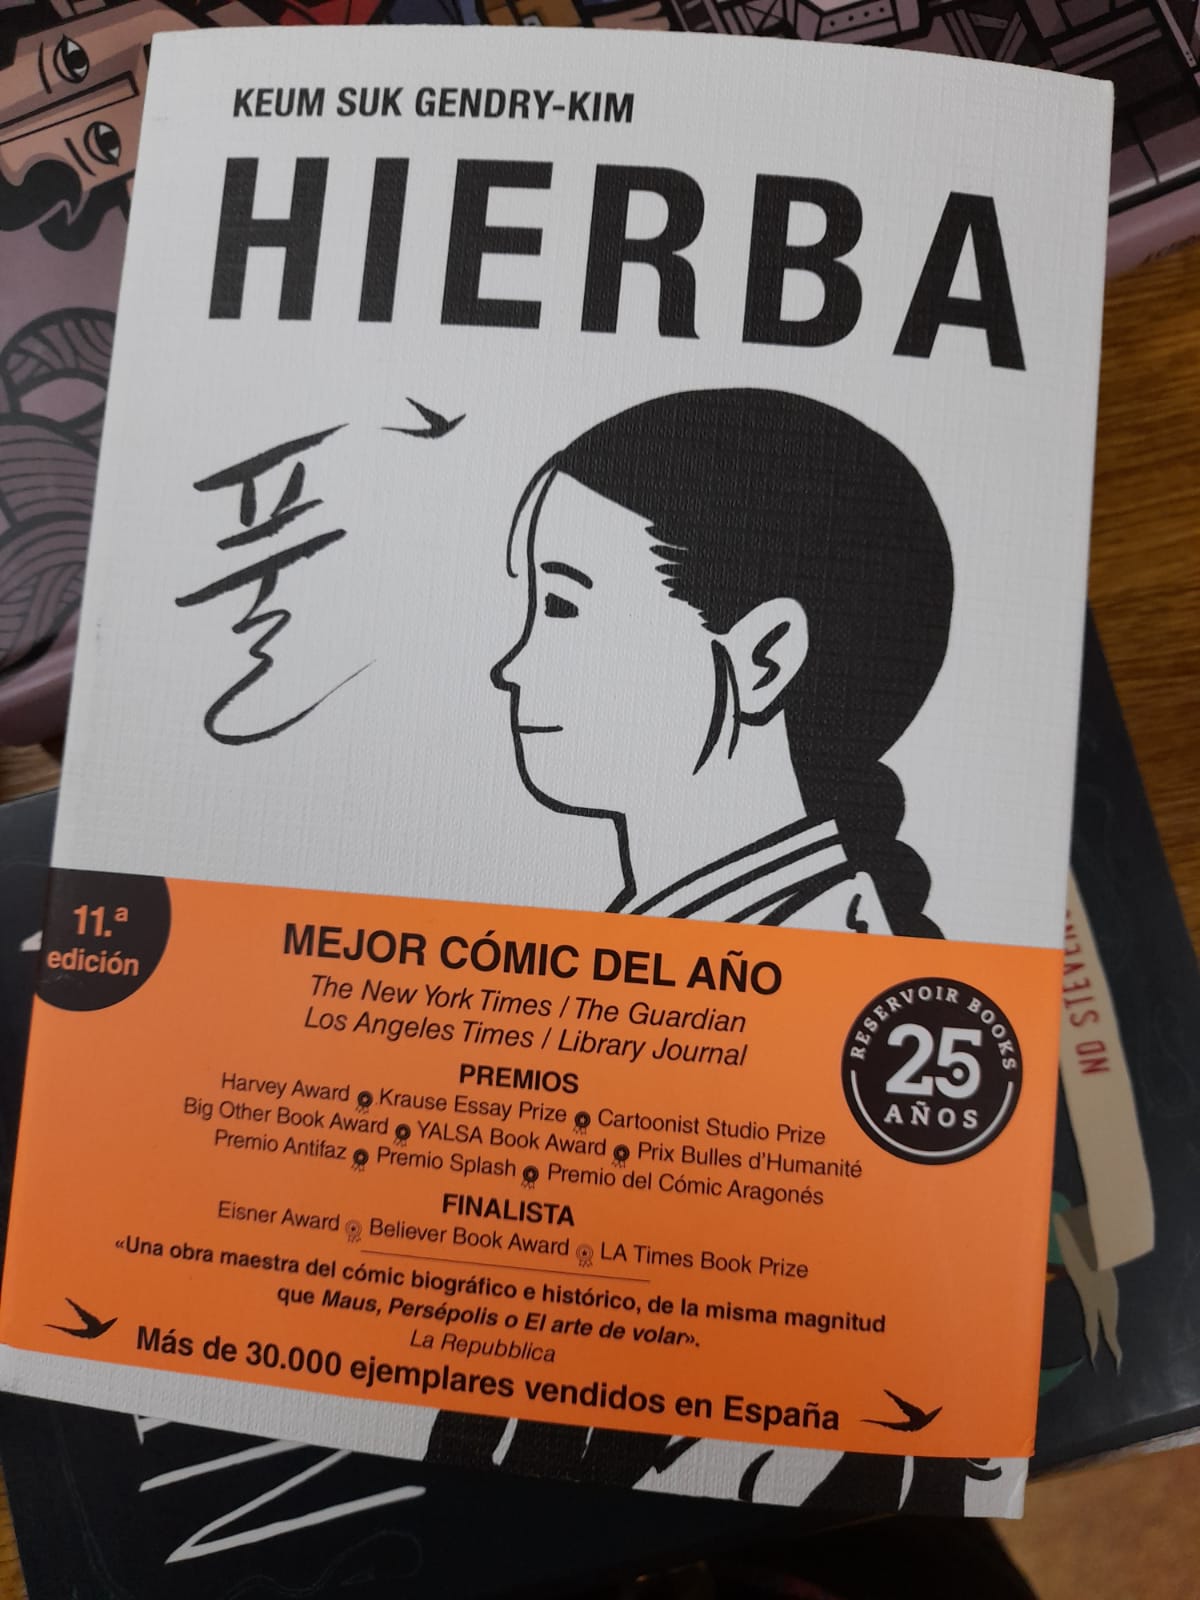 KEUM SUK GENDRY-KIM
HIERBA
풀
11.ª
edición
MEJOR CÓMIC DEL AÑO
The New York Times / The Guardian
Los Angeles Times / Library Journal
PREMIOS
Harvey Award Krause Essay Prize Cartoonist Studio Prize
Big Other Book Award YALSA Book Award Prix Bulles d'Humanité
Premio Antifaz Premio Splash Premio del Cómic Aragonés
FINALISTA
Eisner Award Believer Book Award LA Times Book Prize
«Una obra maestra del cómic biográfico e histórico, de la misma magnitud
que Maus, Persépolis o El arte de volar».
La Repubblica
Más de 30.000 ejemplares vendidos en España
RESERVOIR BOOKS
25
AÑOS
ND STEVENS